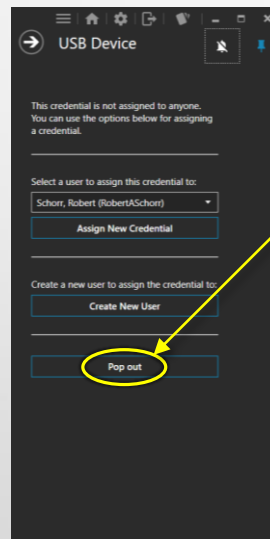 USB Device
This credential is not assigned to anyone.
You can use the options below for assigning
a credential.
Select a user to assign this credential to:
Schorr, Robert (RobertASchorr)
Assign New Credential
Create a new user to assign the credential to:
Create New User
Pop out